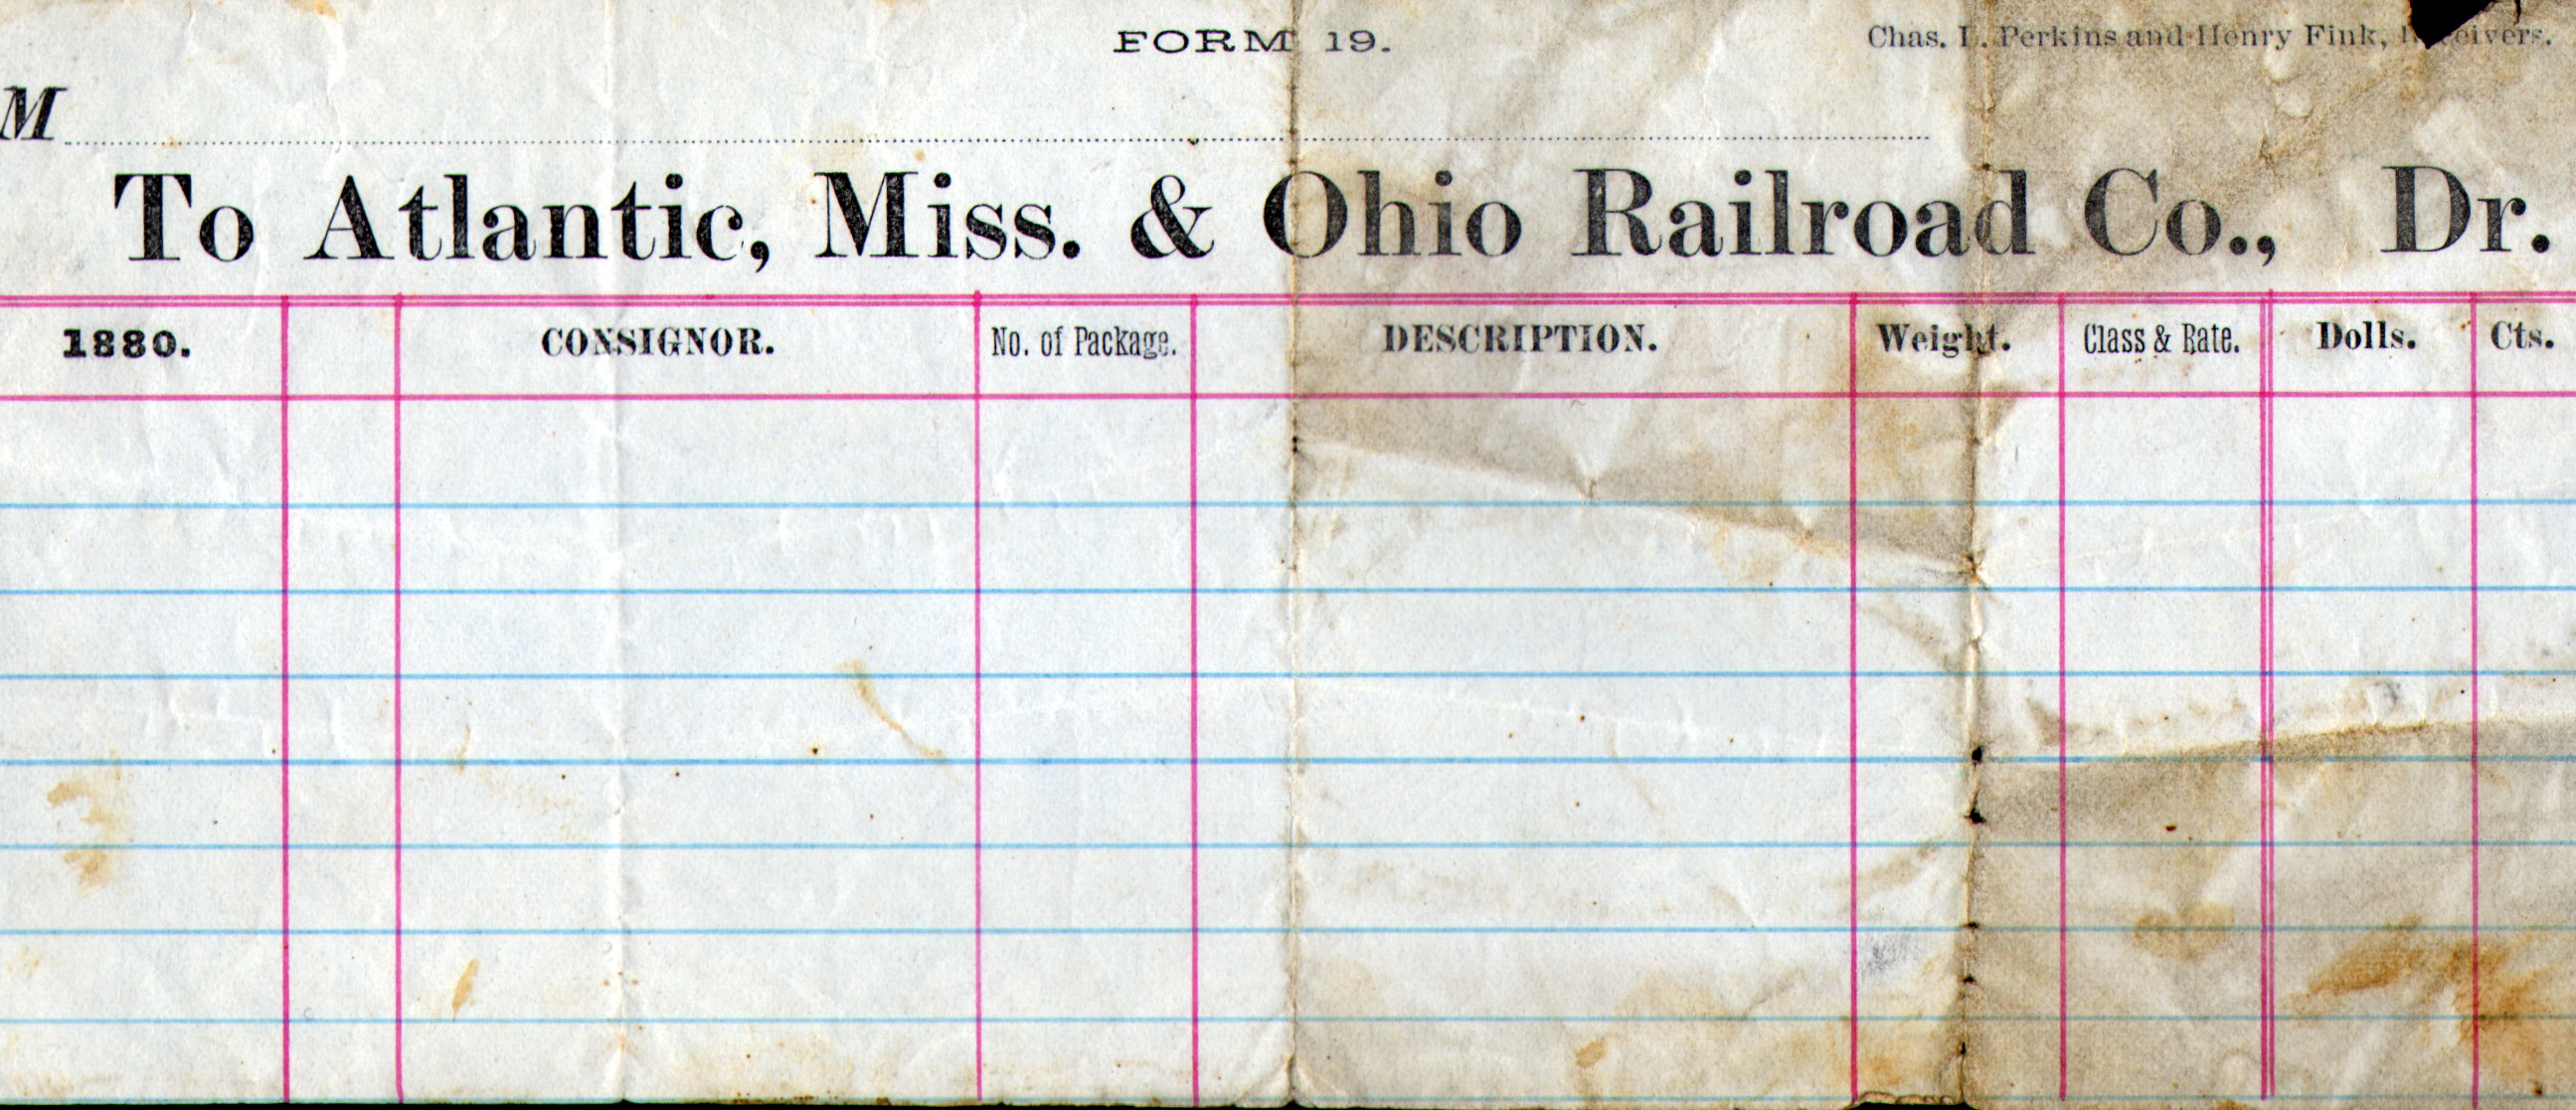 FORM 19.
Chas. L. Perkins and Henry Fink, Receivers.
M
To Atlantic, Miss. & Ohio Railroad Co., Dr.
1880. CONSIGNOR. No. of Package. DESCRIPTION. Weight. Class & Rate. Dolls. Cts.